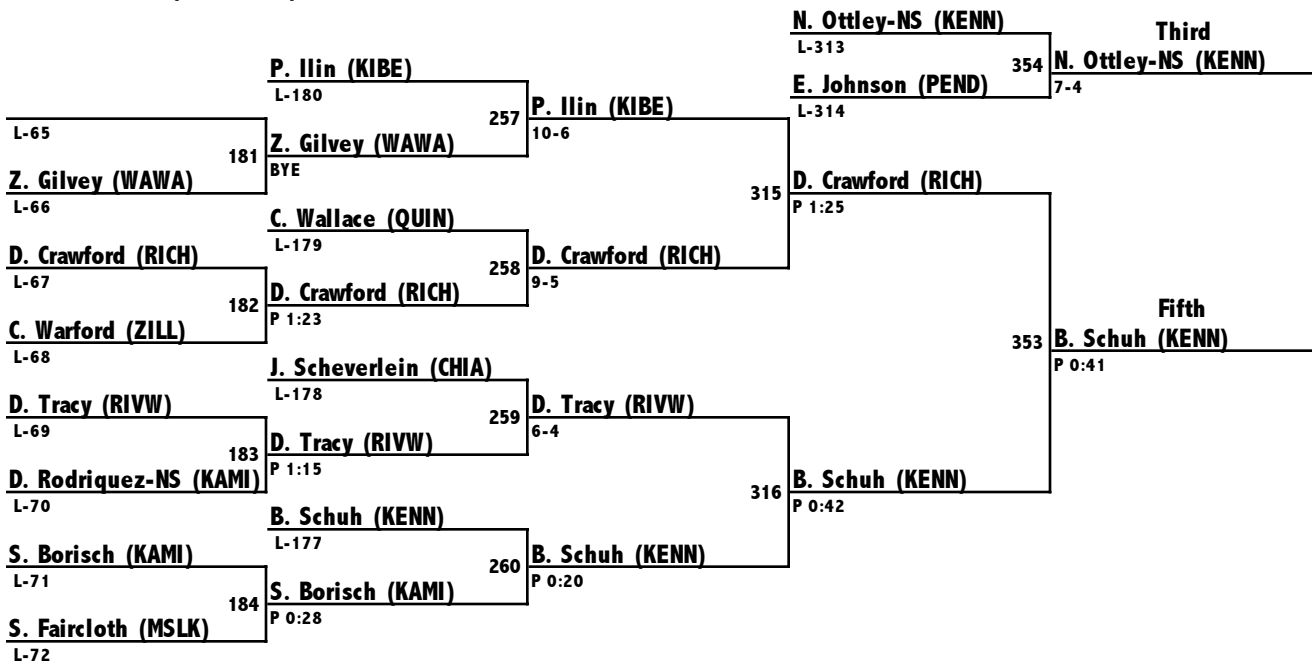 N. Ottley-NS (KENN)
L-313
E. Johnson (PEND)
L-314
354
Third
N. Ottley-NS (KENN)
7-4
P. Ilin (KIBE)
L-180
L-65
181
Z. Gilvey (WAWA)
BYE
Z. Gilvey (WAWA)
L-66
257
P. Ilin (KIBE)
10-6
C. Wallace (QUIN)
L-179
D. Crawford (RICH)
L-67
182
D. Crawford (RICH)
P 1:23
C. Warford (ZILL)
L-68
258
D. Crawford (RICH)
9-5
315
D. Crawford (RICH)
P 1:25
J. Scheverlein (CHIA)
L-178
D. Tracy (RIVW)
L-69
183
D. Tracy (RIVW)
P 1:15
D. Rodriquez-NS (KAMI)
L-70
259
D. Tracy (RIVW)
6-4
B. Schuh (KENN)
L-177
S. Borisch (KAMI)
L-71
184
S. Borisch (KAMI)
P 0:28
S. Faircloth (MSLK)
L-72
260
B. Schuh (KENN)
P 0:20
316
B. Schuh (KENN)
P 0:42
353
Fifth
B. Schuh (KENN)
P 0:41